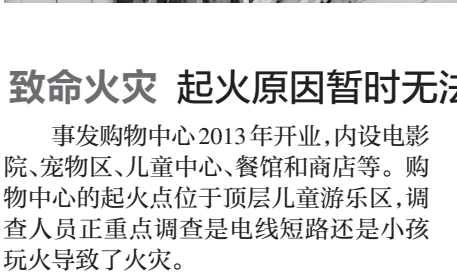 致命火灾 起火原因暂时无
事发购物中心2013年开业,内设电影
院、宠物区、儿童中心、餐馆和商店等。购
物中心的起火点位于顶层儿童游乐区,调
查人员正重点调查是电线短路还是小孩
玩火导致了火灾。